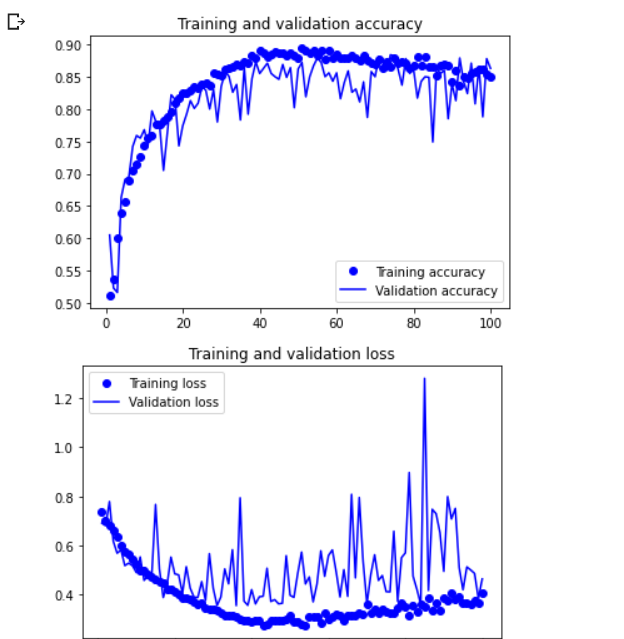 Training and validation accuracy
0.90
0.85
0.80
0.75
0.70
0.65
0.60
0.55
0.50
Training accuracy
Validation accuracy
0 20 40 60 80 100
Training and validation loss
Training loss
Validation loss
1.2
1.0
0.8
0.6
0.4